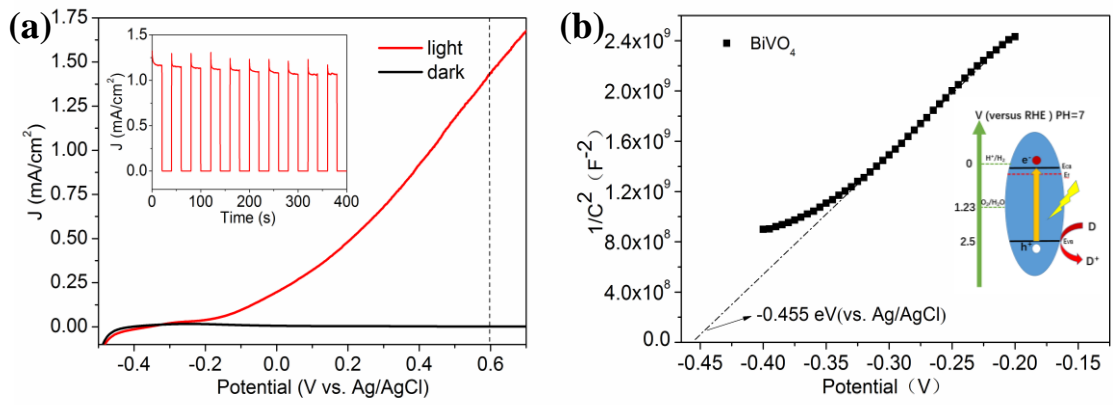 (a)
1.75
1.50
1.25
1.00
0.75
0.50
0.25
0.00
J (mA/cm²)
-0.4
-0.2
0.0
0.2
0.4
0.6
Potential (V vs. Ag/AgCl)
light
dark
1.5
1.0
0.5
0.0
J (mA/cm²)
0
100
200
300
400
Time (s)
(b)
2.4x10⁹
2.0x10⁹
1.6x10⁹
1.2x10⁹
8.0x10⁸
4.0x10⁸
0.0
1/C² (F⁻²)
-0.45
-0.40
-0.35
-0.30
-0.25
-0.20
-0.15
Potential（V）
BiVO₄
-0.455 eV(vs. Ag/AgCl)
V (versus RHE ) PH=7
0
H⁺/H₂
1.23
O₂/H₂O
2.5
e⁻
Ef
h⁺
D
D⁺